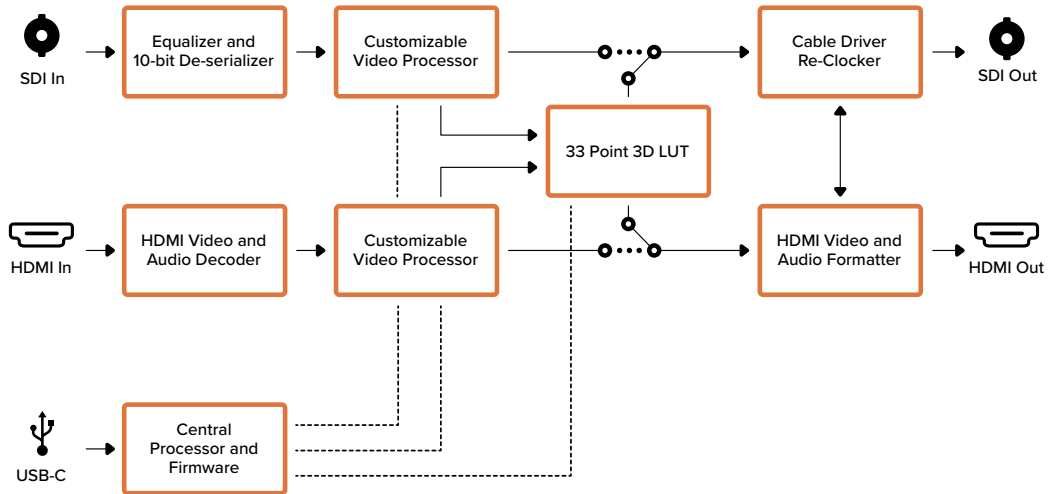 SDI In
Equalizer and
10-bit De-serializer
Customizable
Video Processor
Cable Driver
Re-Clocker
SDI Out
33 Point 3D LUT
HDMI In
HDMI Video and
Audio Decoder
Customizable
Video Processor
HDMI Video and
Audio Formatter
HDMI Out
USB-C
Central
Processor and
Firmware